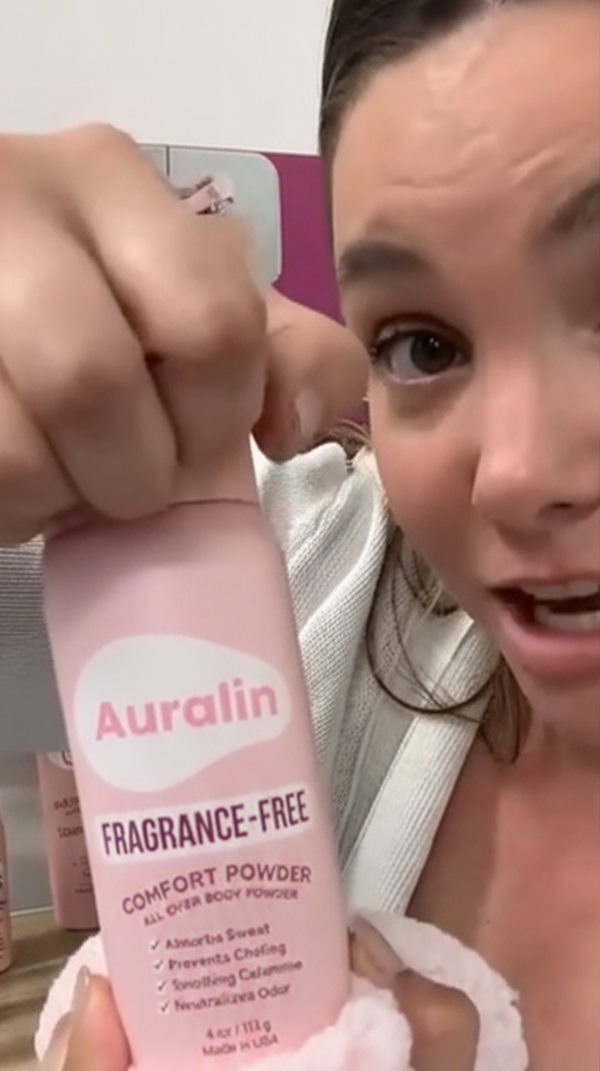 Auralin
FRAGRANCE-FREE
COMFORT POWDER
ALL OVER BODY POWDER
✓ Absorbs Sweat
✓ Prevents Chafing
✓ Soothing Calamine
✓ Neutralizes Odor
4 oz / 113 g
Made in USA